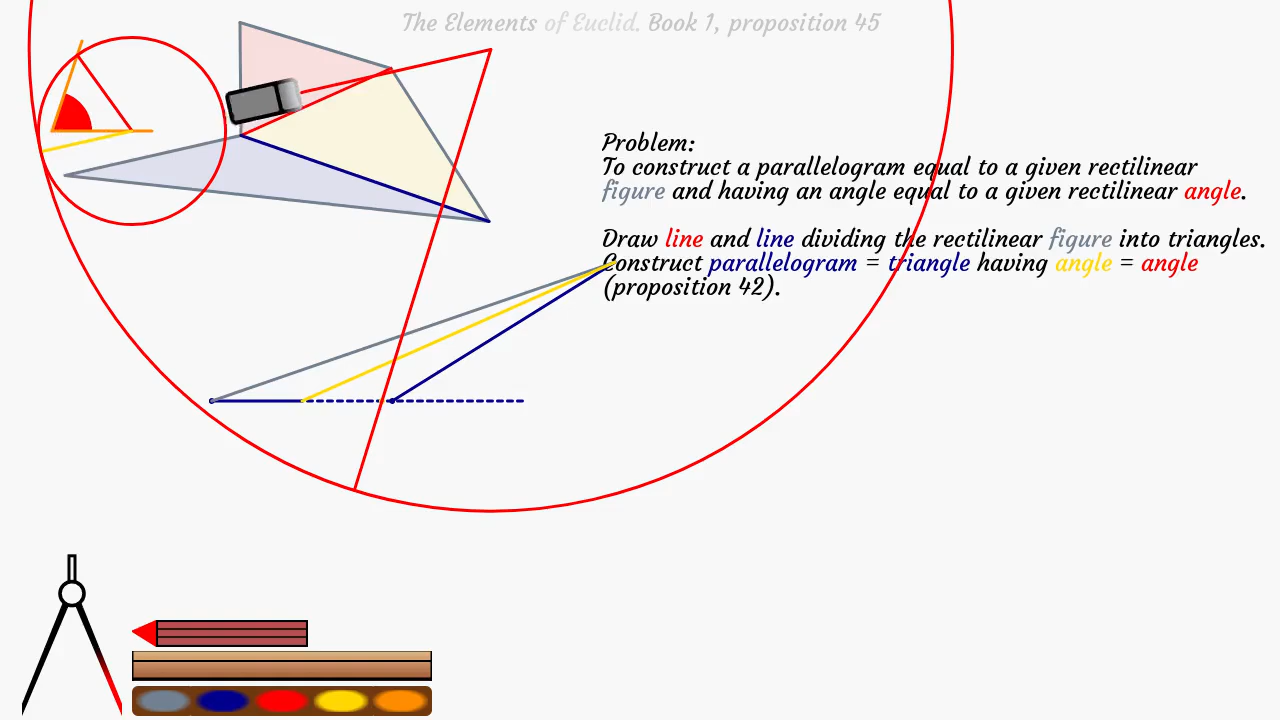 The Elements of Euclid. Book 1, proposition 45
Problem:
To construct a parallelogram equal to a given rectilinear
figure and having an angle equal to a given rectilinear angle.
Draw line and line dividing the rectilinear figure into triangles.
Construct parallelogram = triangle having angle = angle
(proposition 42).